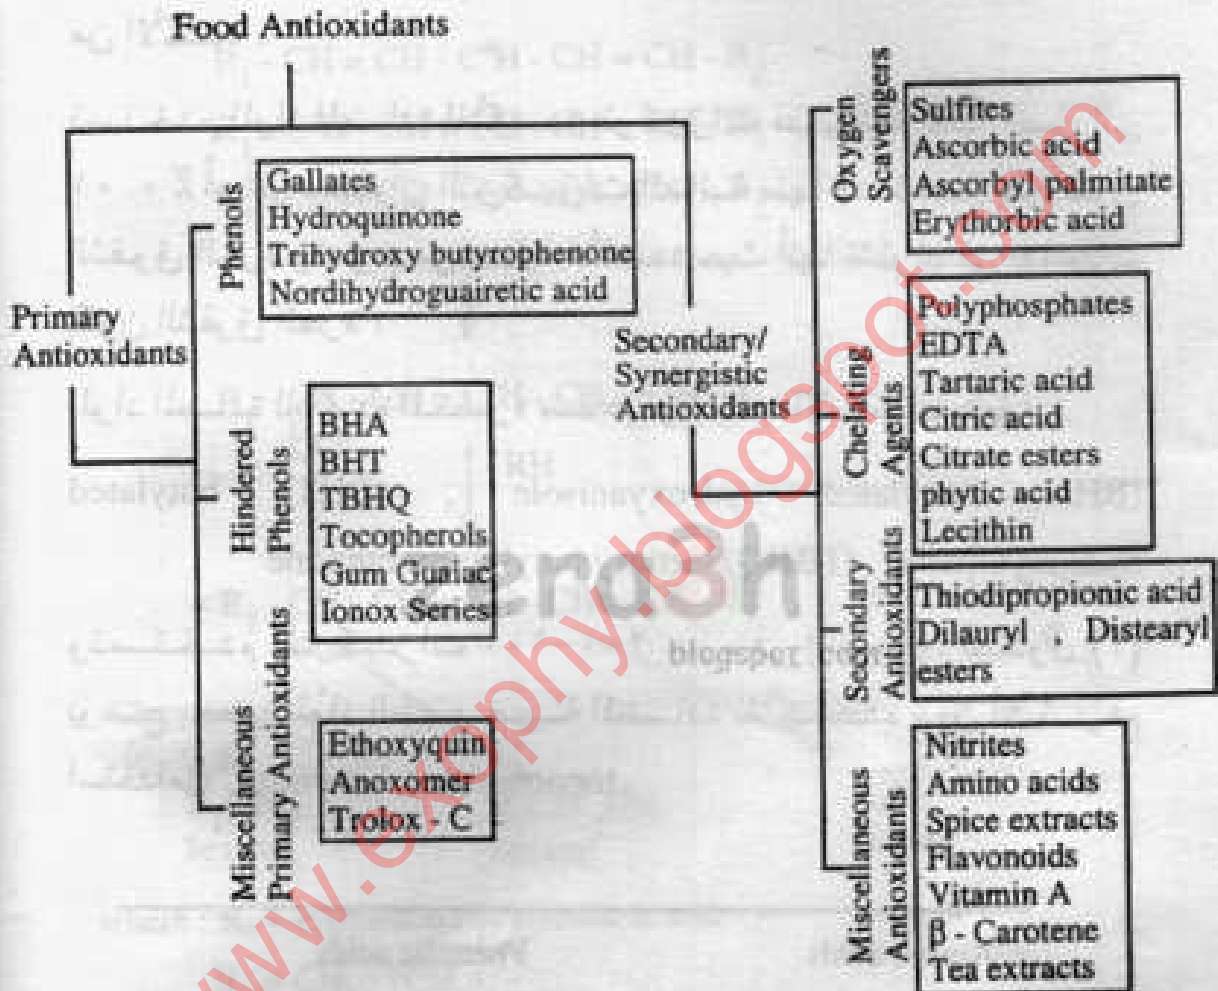 Food Antioxidants
Primary
Antioxidants
Phenols
Gallates
Hydroquinone
Trihydroxy butyrophenone
Nordihydroguairetic acid
Hindered
Phenols
BHA
BHT
TBHQ
Tocopherols
Gum Guaiac
Ionox Series
Miscellaneous
Primary Antioxidants
Ethoxyquin
Anoxomer
Trolox - C
Secondary/
Synergistic
Antioxidants
Oxygen
Scavengers
Sulfites
Ascorbic acid
Ascorbyl palmitate
Erythorbic acid
Chelating
Agents
Polyphosphates
EDTA
Tartaric acid
Citric acid
Citrate esters
phytic acid
Lecithin
Secondary
Antioxidants
Thiodipropionic acid
Dilauryl , Distearyl
esters
Miscellaneous
Antioxidants
Nitrites
Amino acids
Spice extracts
Flavonoids
Vitamin A
β - Carotene
Tea extracts
www.exophy.blogspot.com